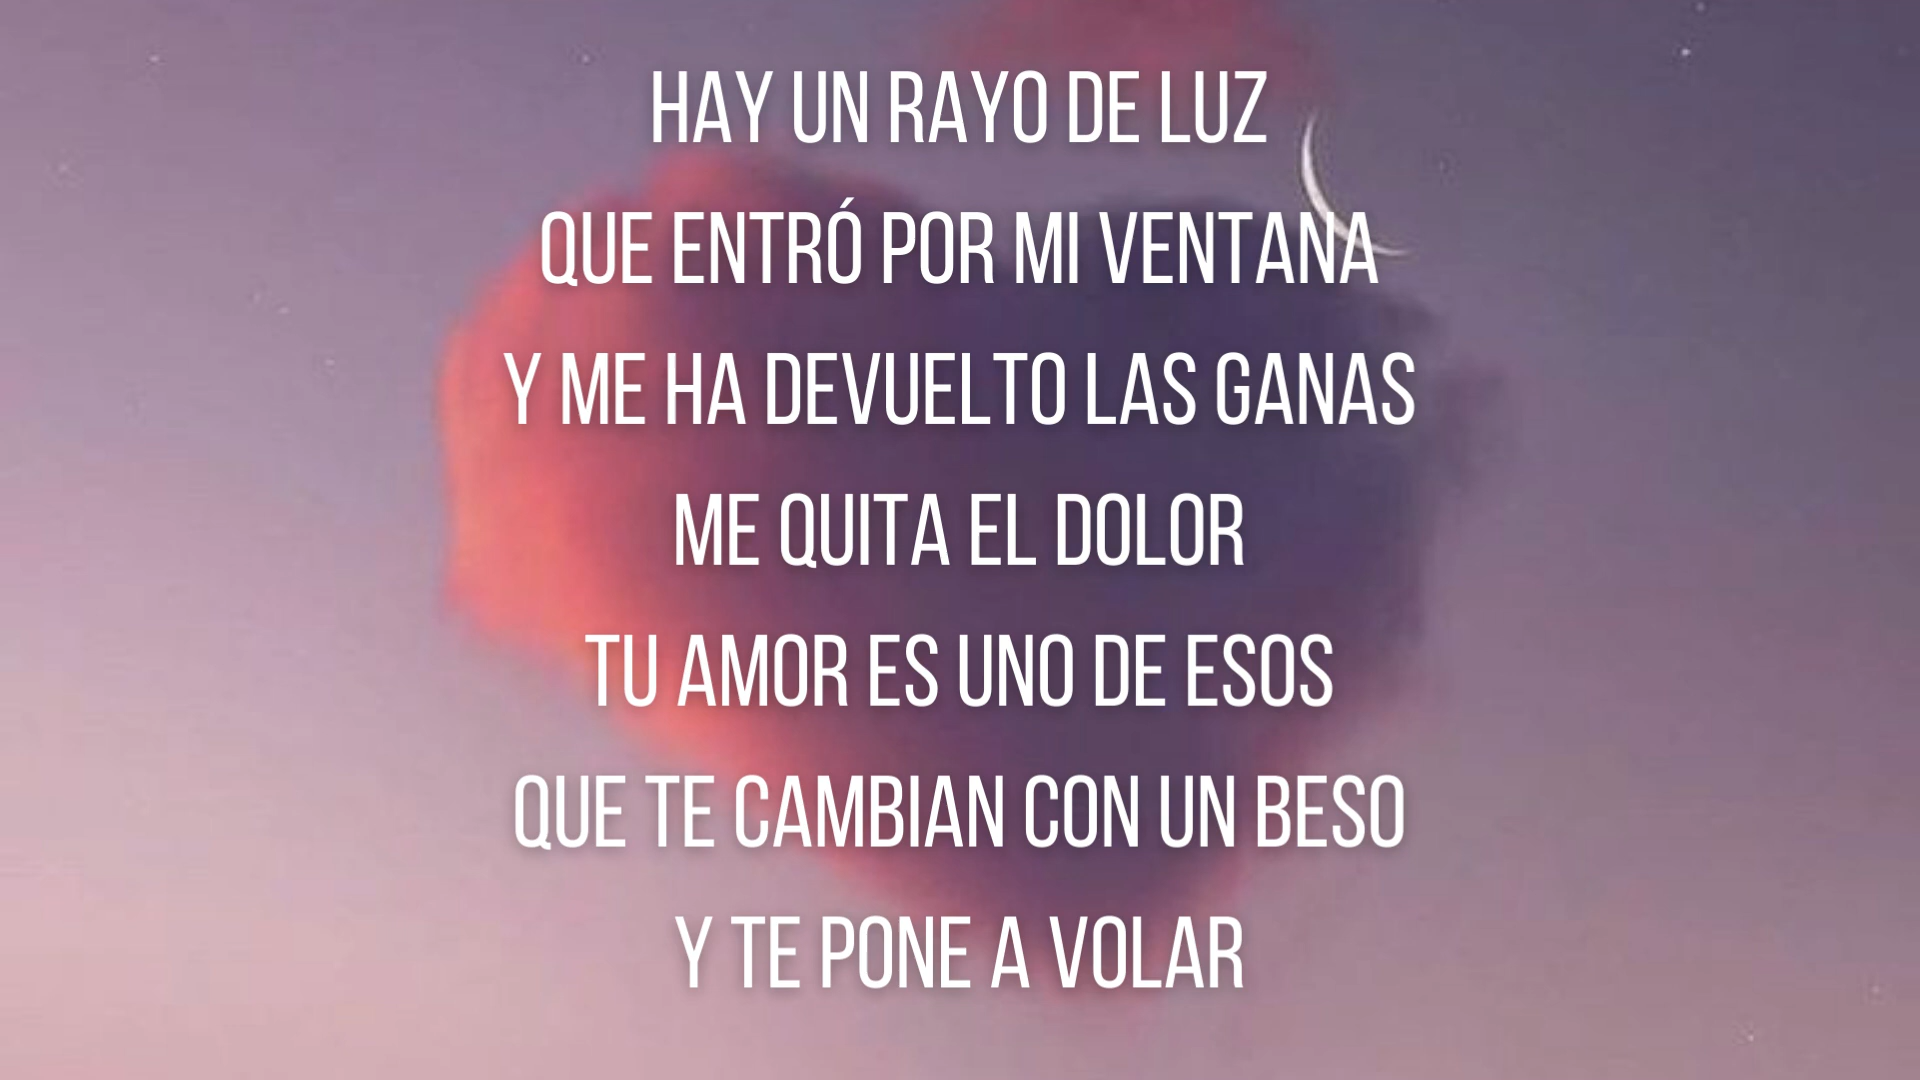 HAY UN RAYO DE LUZ
QUE ENTRÓ POR MI VENTANA
Y ME HA DEVUELTO LAS GANAS
ME QUITA EL DOLOR
TU AMOR ES UNO DE ESOS
QUE TE CAMBIAN CON UN BESO
Y TE PONE A VOLAR